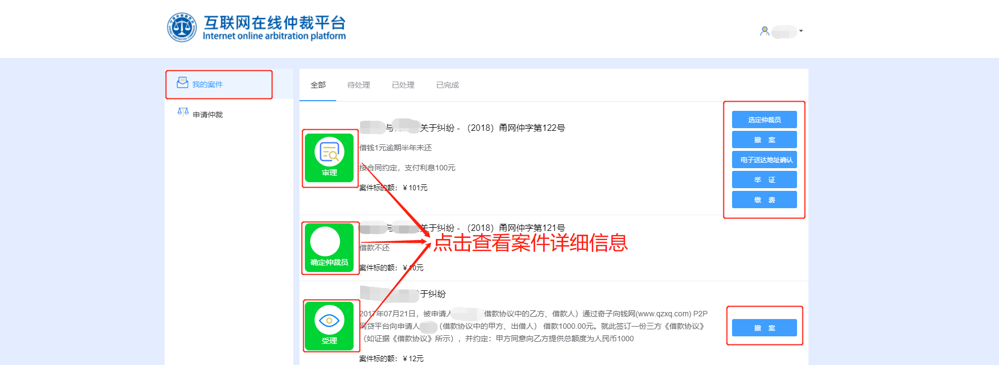 互联网在线仲裁平台
Internet online arbitration platform
我的案件
申请仲裁
全部
待处理
已处理
已完成
与 关于纠纷 - （2018）甬网仲字第122号
借钱1元逾期半年未还
按合同约定，支付利息100元
案件标的额：￥101元
审理
选定仲裁员
撤 案
电子送达地址确认
举 证
缴 费
与 关于纠纷 - （2018）甬网仲字第121号
借款不还
案件标的额：￥10元
确定仲裁员
点击查看案件详细信息
关于纠纷
2017年07月21日，被申请人 （借款协议中的乙方、借款人）通过奇子向钱网(www.qzxq.com) P2P
网贷平台向申请人 （借款协议中的甲方、出借人） 借款1000.00元。就此签订一份三方《借款协议》
（如证据《借款协议》所示），并约定：甲方同意向乙方提供总额度为人民币1000
案件标的额：￥12元
受理
撤 案